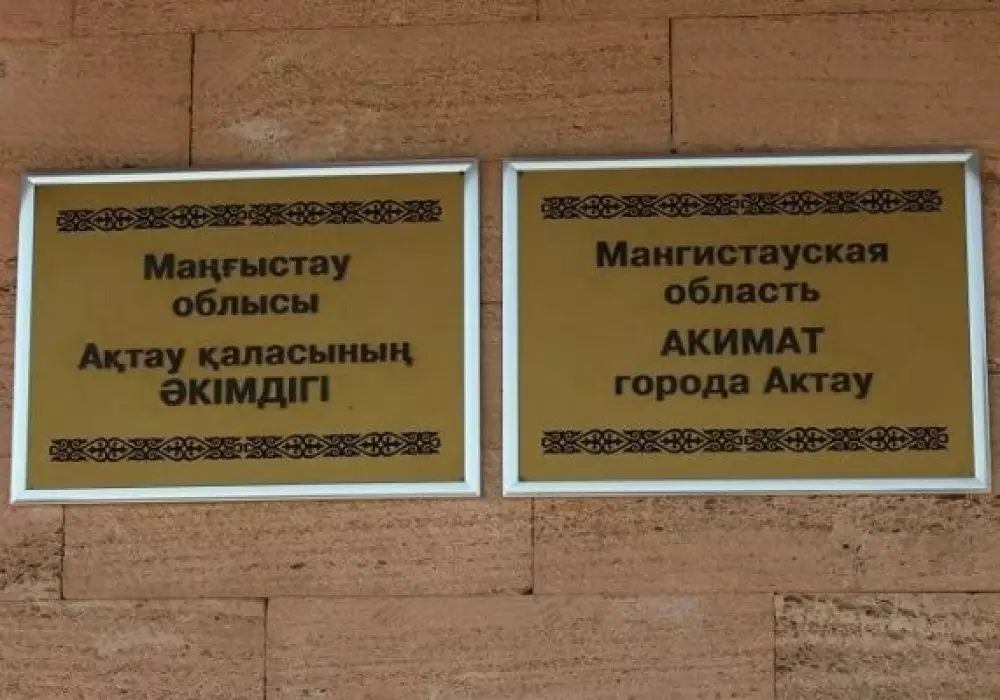 Маңғыстау
облысы
Ақтау қаласының
ӘКІМДІГІ
Мангистауская
область
АКИМАТ
города Актау